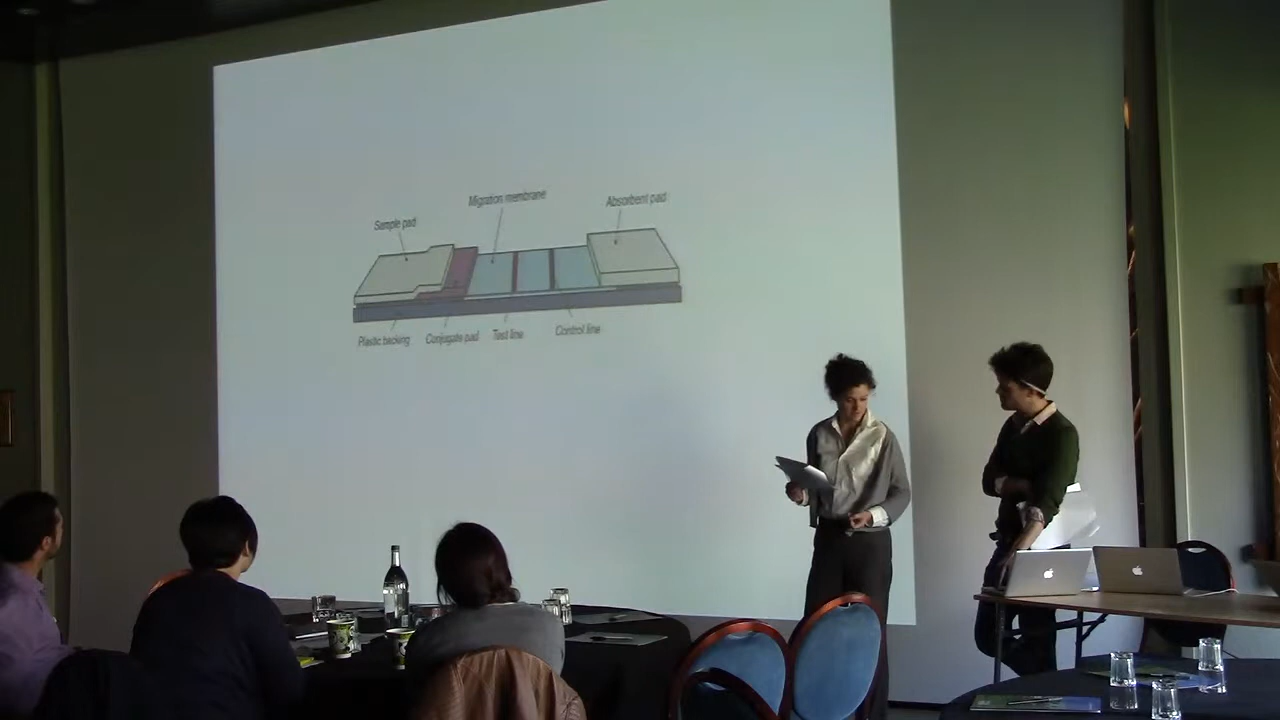 Migration membrane
Absorbent pad
Sample pad
Plastic backing
Conjugate pad
Test line
Control line